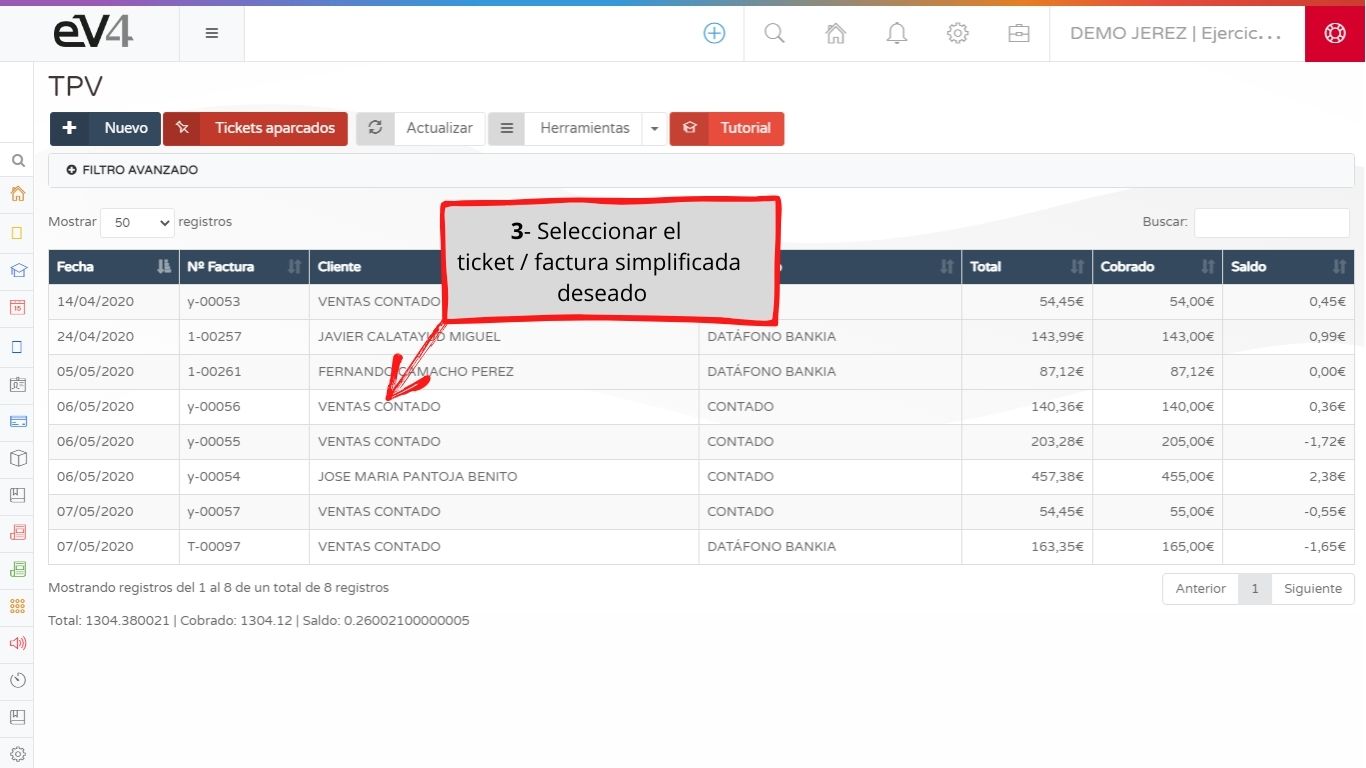 eV4
DEMO JEREZ | Ejercic...
TPV
Nuevo
Tickets aparcados
Actualizar
Herramientas
Tutorial
FILTRO AVANZADO
Mostrar 50 registros
Buscar:
3- Seleccionar el
ticket / factura simplificada
deseado
Fecha Nº Factura Cliente Total Cobrado Saldo
14/04/2020 y-00053 VENTAS CONTADO 54,45€ 54,00€ 0,45€
24/04/2020 1-00257 JAVIER CALATAYUD MIGUEL DATÁFONO BANKIA 143,99€ 143,00€ 0,99€
05/05/2020 1-00261 FERNANDO CAMACHO PEREZ DATÁFONO BANKIA 87,12€ 87,12€ 0,00€
06/05/2020 y-00056 VENTAS CONTADO CONTADO 140,36€ 140,00€ 0,36€
06/05/2020 y-00055 VENTAS CONTADO CONTADO 203,28€ 205,00€ -1,72€
06/05/2020 y-00054 JOSE MARIA PANTOJA BENITO CONTADO 457,38€ 455,00€ 2,38€
07/05/2020 y-00057 VENTAS CONTADO CONTADO 54,45€ 55,00€ -0,55€
07/05/2020 T-00097 VENTAS CONTADO DATÁFONO BANKIA 163,35€ 165,00€ -1,65€
Mostrando registros del 1 al 8 de un total de 8 registros
Anterior 1 Siguiente
Total: 1304.380021 | Cobrado: 1304.12 | Saldo: 0.26002100000005